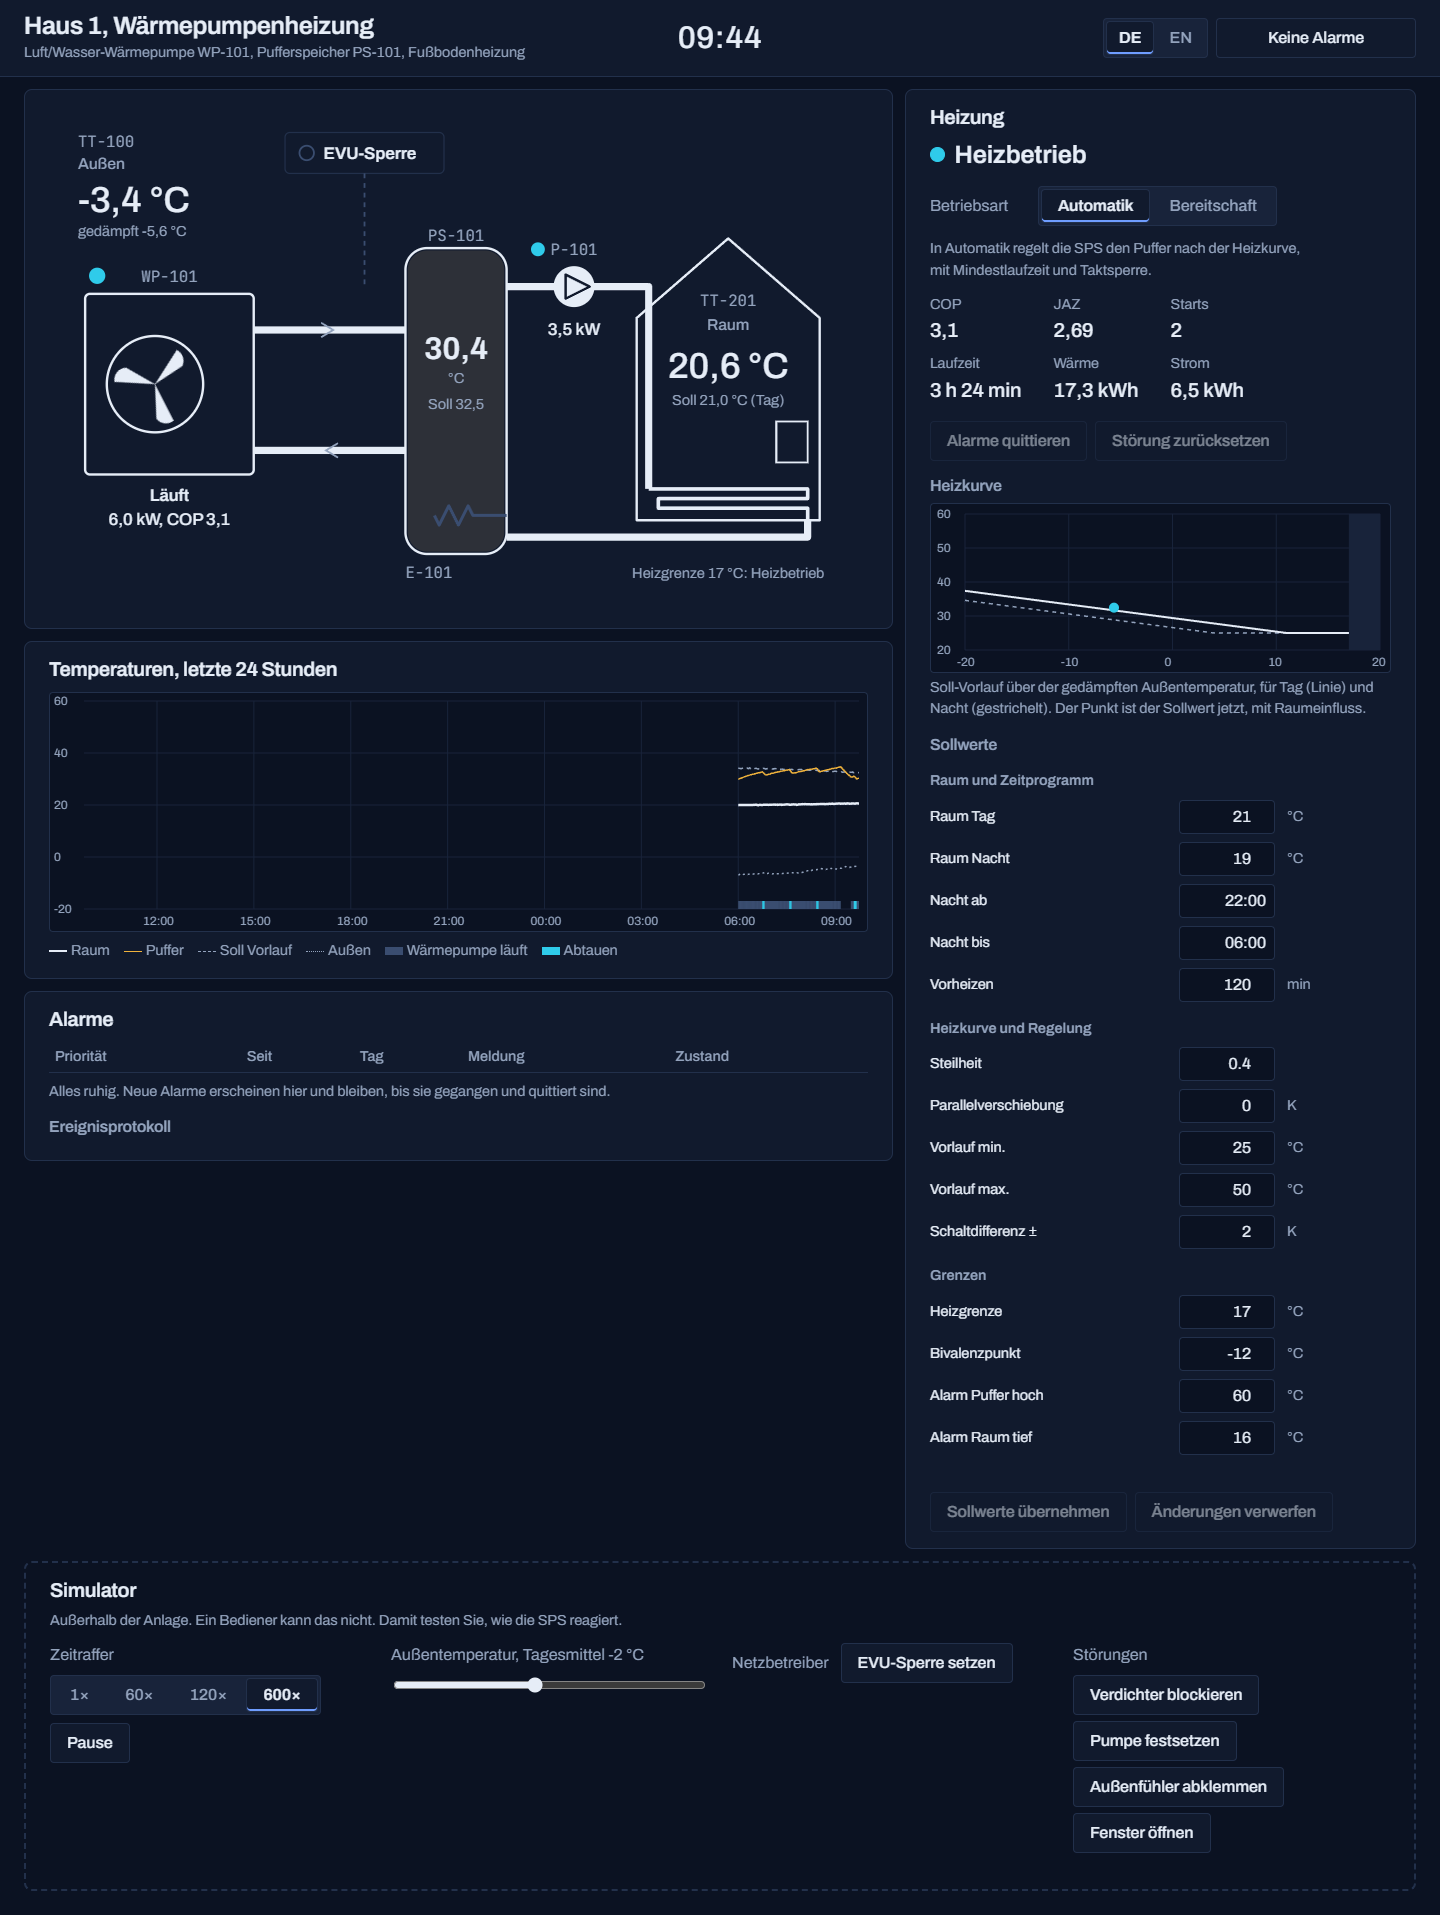 Haus 1, Wärmepumpenheizung
Luft/Wasser-Wärmepumpe WP-101, Pufferspeicher PS-101, Fußbodenheizung
09:44
DE
EN
Keine Alarme
TT-100
Außen
-3,4 °C
gedämpft -5,6 °C
EVU-Sperre
WP-101
Läuft
6,0 kW, COP 3,1
PS-101
30,4
°C
Soll 32,5
E-101
P-101
3,5 kW
TT-201
Raum
20,6 °C
Soll 21,0 °C (Tag)
Heizgrenze 17 °C: Heizbetrieb
Temperaturen, letzte 24 Stunden
60
40
20
0
-20
12:00
15:00
18:00
21:00
00:00
03:00
06:00
09:00
Raum
Puffer
Soll Vorlauf
Außen
Wärmepumpe läuft
Abtauen
Alarme
Priorität
Seit
Tag
Meldung
Zustand
Alles ruhig. Neue Alarme erscheinen hier und bleiben, bis sie gegangen und quittiert sind.
Ereignisprotokoll
Heizung
Heizbetrieb
Betriebsart
Automatik
Bereitschaft
In Automatik regelt die SPS den Puffer nach der Heizkurve,
mit Mindestlaufzeit und Taktsperre.
COP
JAZ
Starts
3,1
2,69
2
Laufzeit
Wärme
Strom
3 h 24 min
17,3 kWh
6,5 kWh
Alarme quittieren
Störung zurücksetzen
Heizkurve
60
50
40
30
20
-20
-10
0
10
20
Soll-Vorlauf über der gedämpften Außentemperatur, für Tag (Linie) und
Nacht (gestrichelt). Der Punkt ist der Sollwert jetzt, mit Raumeinfluss.
Sollwerte
Raum und Zeitprogramm
Raum Tag
21
°C
Raum Nacht
19
°C
Nacht ab
22:00
Nacht bis
06:00
Vorheizen
120
min
Heizkurve und Regelung
Steilheit
0.4
Parallelverschiebung
0
K
Vorlauf min.
25
°C
Vorlauf max.
50
°C
Schaltdifferenz ±
2
K
Grenzen
Heizgrenze
17
°C
Bivalenzpunkt
-12
°C
Alarm Puffer hoch
60
°C
Alarm Raum tief
16
°C
Sollwerte übernehmen
Änderungen verwerfen
Simulator
Außerhalb der Anlage. Ein Bediener kann das nicht. Damit testen Sie, wie die SPS reagiert.
Zeitraffer
1×
60×
120×
600×
Pause
Außentemperatur, Tagesmittel -2 °C
Netzbetreiber
EVU-Sperre setzen
Störungen
Verdichter blockieren
Pumpe festsetzen
Außenfühler abklemmen
Fenster öffnen